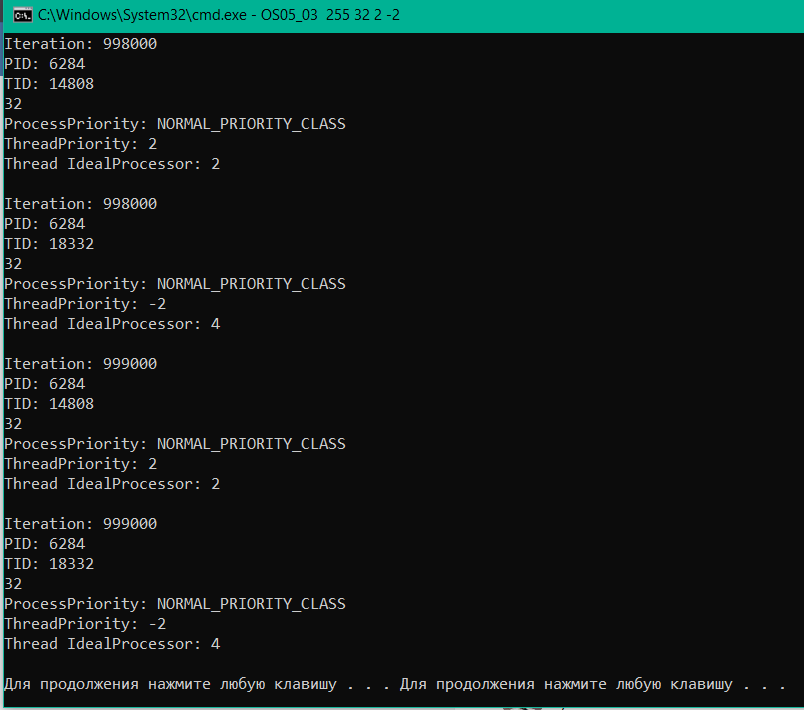 C:\Windows\System32\cmd.exe - OS05_03  255 32 2 -2
Iteration: 998000
PID: 6284
TID: 14808
32
ProcessPriority: NORMAL_PRIORITY_CLASS
ThreadPriority: 2
Thread IdealProcessor: 2
Iteration: 998000
PID: 6284
TID: 18332
32
ProcessPriority: NORMAL_PRIORITY_CLASS
ThreadPriority: -2
Thread IdealProcessor: 4
Iteration: 999000
PID: 6284
TID: 14808
32
ProcessPriority: NORMAL_PRIORITY_CLASS
ThreadPriority: 2
Thread IdealProcessor: 2
Iteration: 999000
PID: 6284
TID: 18332
32
ProcessPriority: NORMAL_PRIORITY_CLASS
ThreadPriority: -2
Thread IdealProcessor: 4
Для продолжения нажмите любую клавишу . . . Для продолжения нажмите любую клавишу . . .